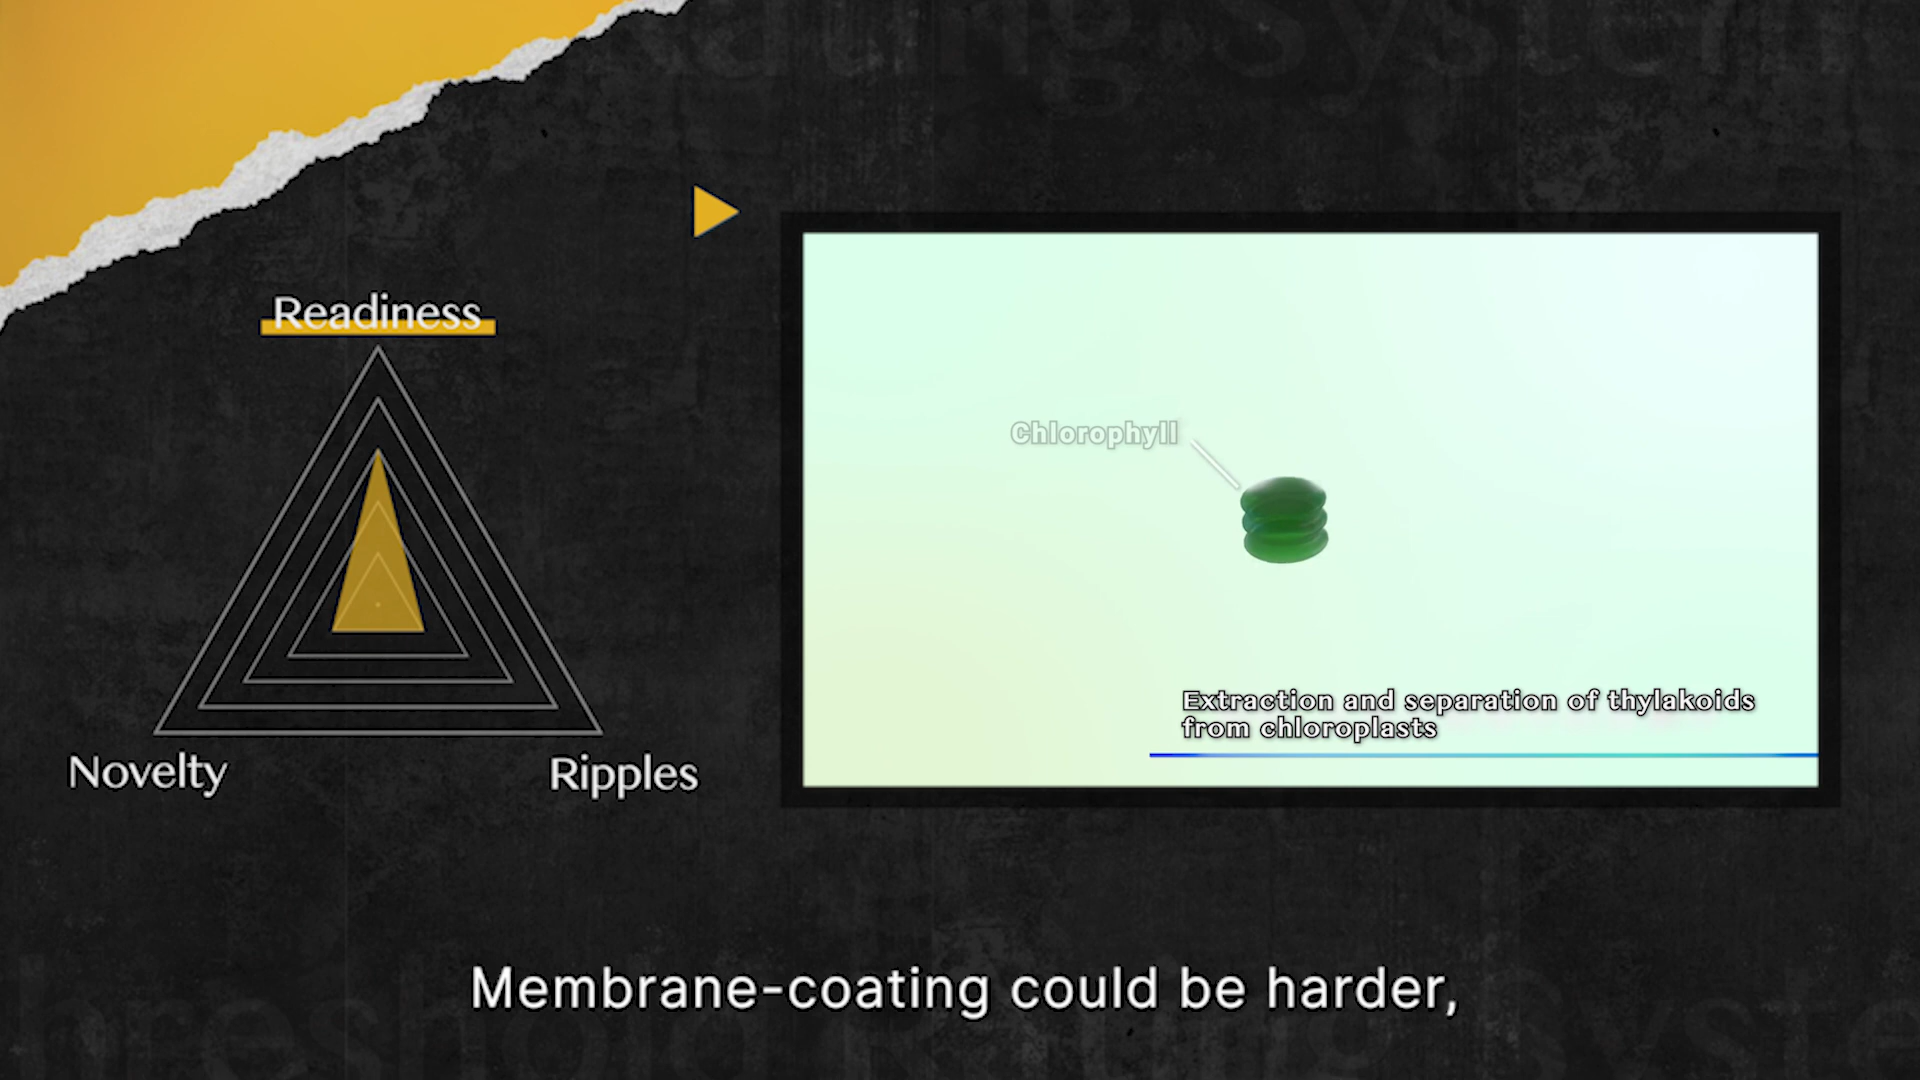 Readiness
Novelty
Ripples
Chlorophyll
Extraction and separation of thylakoids
from chloroplasts
Membrane-coating could be harder,